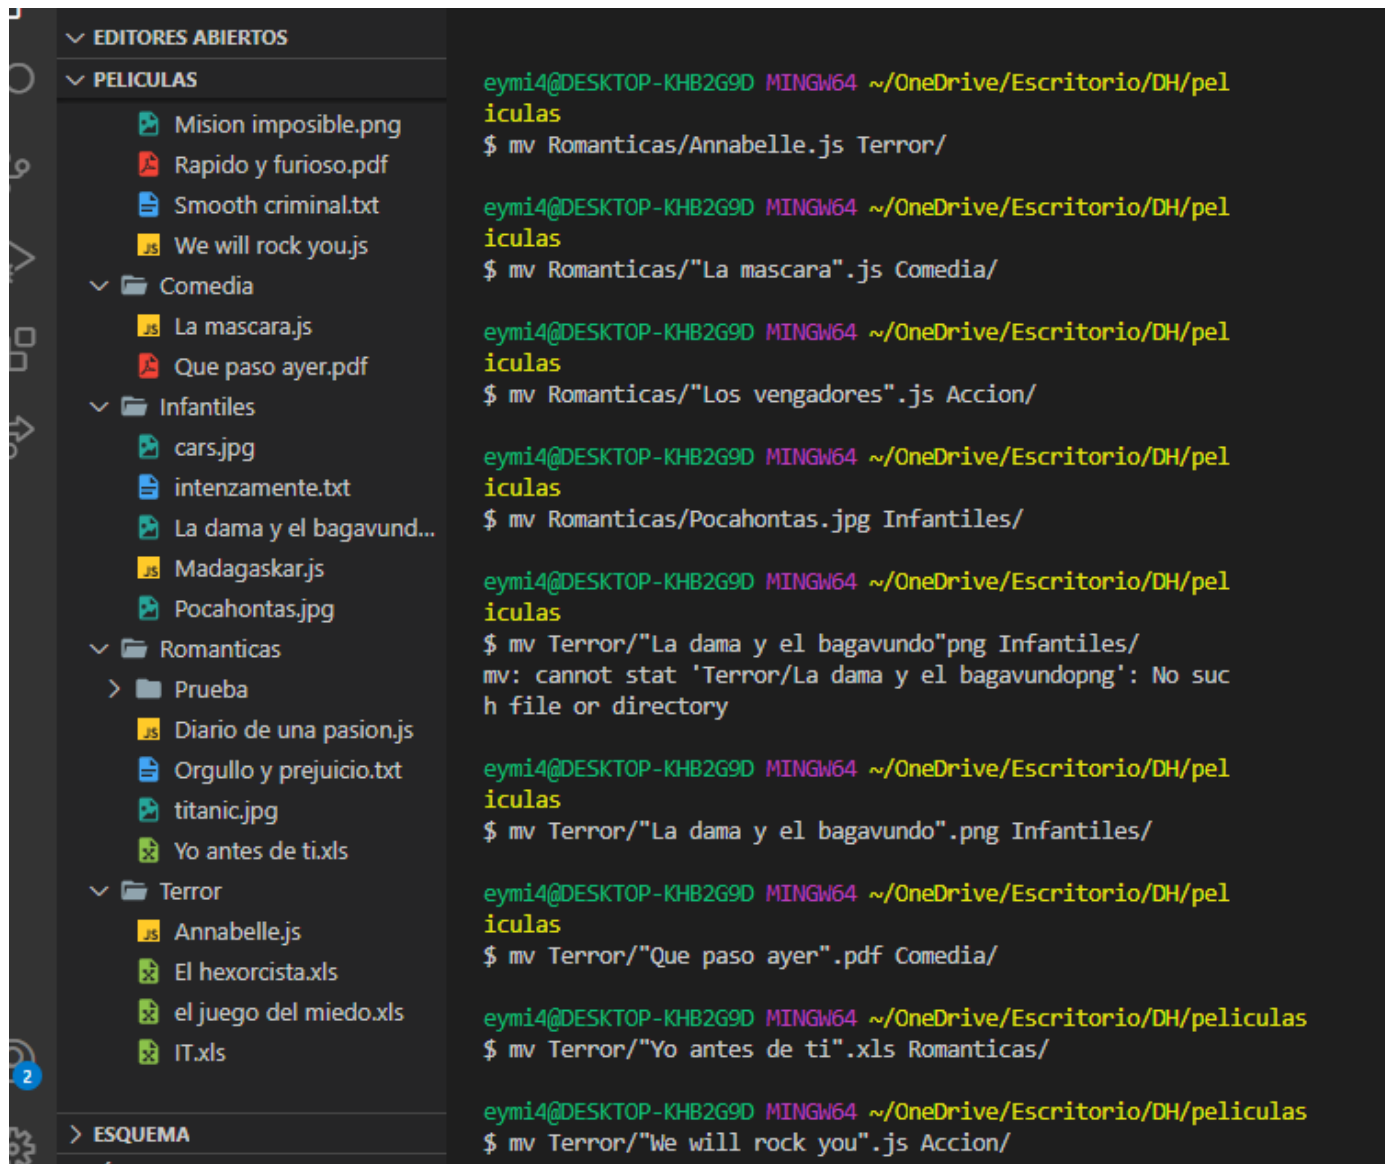 EDITORES ABIERTOS
PELICULAS
Mision imposible.png
Rapido y furioso.pdf
Smooth criminal.txt
JS We will rock you.js
Comedia
JS La mascara.js
Que paso ayer.pdf
Infantiles
cars.jpg
intenzamente.txt
La dama y el bagavund...
JS Madagaskar.js
Pocahontas.jpg
Romanticas
Prueba
JS Diario de una pasion.js
Orgullo y prejuicio.txt
titanic.jpg
Yo antes de ti.xls
Terror
JS Annabelle.js
El hexorcista.xls
el juego del miedo.xls
IT.xls
2
ESQUEMA
eymi4@DESKTOP-KHB2G9D MINGW64 ~/OneDrive/Escritorio/DH/pel
iculas
$ mv Romanticas/Annabelle.js Terror/
eymi4@DESKTOP-KHB2G9D MINGW64 ~/OneDrive/Escritorio/DH/pel
iculas
$ mv Romanticas/"La mascara".js Comedia/
eymi4@DESKTOP-KHB2G9D MINGW64 ~/OneDrive/Escritorio/DH/pel
iculas
$ mv Romanticas/"Los vengadores".js Accion/
eymi4@DESKTOP-KHB2G9D MINGW64 ~/OneDrive/Escritorio/DH/pel
iculas
$ mv Romanticas/Pocahontas.jpg Infantiles/
eymi4@DESKTOP-KHB2G9D MINGW64 ~/OneDrive/Escritorio/DH/pel
iculas
$ mv Terror/"La dama y el bagavundo"png Infantiles/
mv: cannot stat 'Terror/La dama y el bagavundopng': No suc
h file or directory
eymi4@DESKTOP-KHB2G9D MINGW64 ~/OneDrive/Escritorio/DH/pel
iculas
$ mv Terror/"La dama y el bagavundo".png Infantiles/
eymi4@DESKTOP-KHB2G9D MINGW64 ~/OneDrive/Escritorio/DH/pel
iculas
$ mv Terror/"Que paso ayer".pdf Comedia/
eymi4@DESKTOP-KHB2G9D MINGW64 ~/OneDrive/Escritorio/DH/peliculas
$ mv Terror/"Yo antes de ti".xls Romanticas/
eymi4@DESKTOP-KHB2G9D MINGW64 ~/OneDrive/Escritorio/DH/peliculas
$ mv Terror/"We will rock you".js Accion/